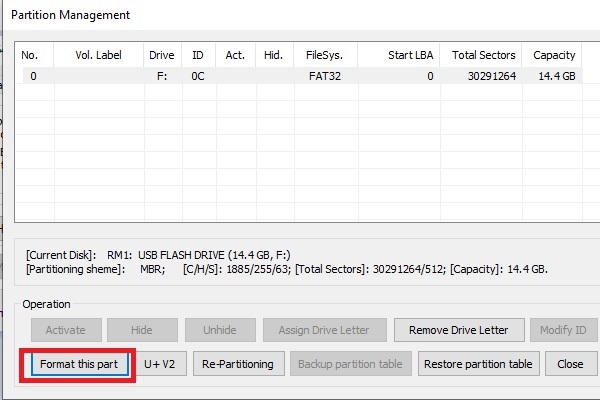 Partition Management
No. Vol. Label Drive ID Act. Hid. FileSys. Start LBA Total Sectors Capacity
0 F: 0C FAT32 0 30291264 14.4 GB
[Current Disk]: RM1: USB FLASH DRIVE (14.4 GB, F:)
[Partitioning sheme]: MBR; [C/H/S]: 1885/255/63; [Total Sectors]: 30291264/512; [Capacity]: 14.4 GB.
Operation
Activate Hide Unhide Assign Drive Letter Remove Drive Letter Modify ID
Format this part U+ V2 Re-Partitioning Backup partition table Restore partition table Close